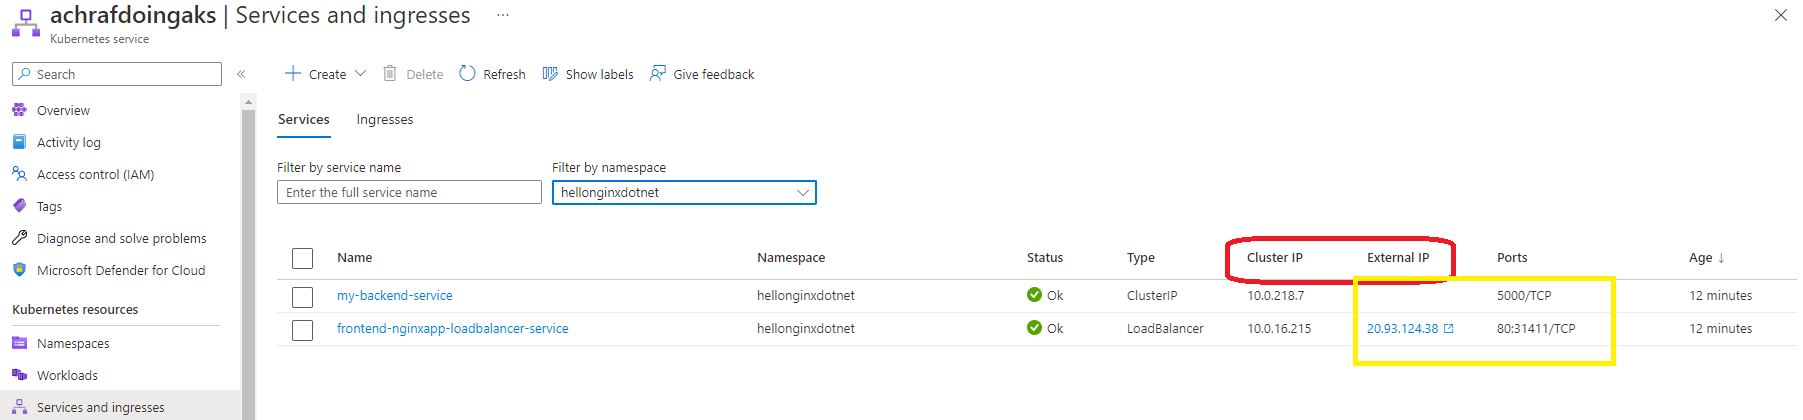 achrafdoingaks | Services and ingresses ...
Kubernetes service
Search
«
Create
Delete
Refresh
Show labels
Give feedback
Overview
Activity log
Access control (IAM)
Tags
Diagnose and solve problems
Microsoft Defender for Cloud
Kubernetes resources
Namespaces
Workloads
Services and ingresses
Services Ingresses
Filter by service name Filter by namespace
Enter the full service name hellonginxdotnet
Name Namespace Status Type Cluster IP External IP Ports Age ↓
my-backend-service hellonginxdotnet Ok ClusterIP 10.0.218.7 5000/TCP 12 minutes
frontend-nginxapp-loadbalancer-service hellonginxdotnet Ok LoadBalancer 10.0.16.215 20.93.124.38 80:31411/TCP 12 minutes